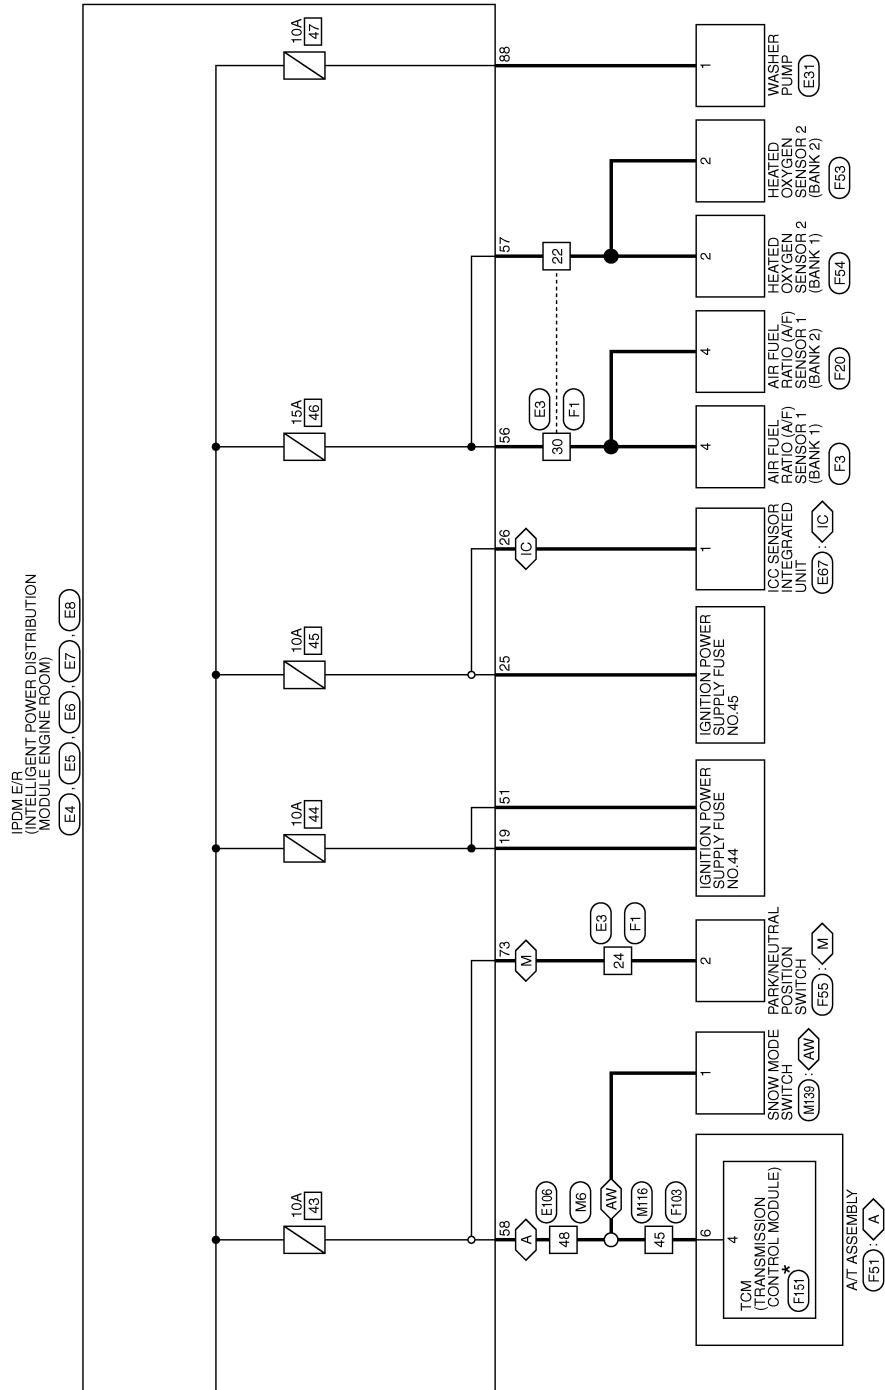 IPDM E/R
(INTELLIGENT POWER DISTRIBUTION
MODULE ENGINE ROOM)
E4 , E5 , E6 , E7 , E8
10A
43
10A
44
10A
45
15A
46
10A
47
58
73
19
51
25
26
56
57
88
A
M
IC
E106
48
M6
AW
M116
45
F103
E3
24
F1
E3
30
F1
22
6
4
TCM
(TRANSMISSION
CONTROL MODULE)
*
F151
A/T ASSEMBLY
F51 : A
1
SNOW MODE
SWITCH
M139 : AW
2
PARK/NEUTRAL
POSITION
SWITCH
F55 : M
IGNITION POWER
SUPPLY FUSE
NO.44
IGNITION POWER
SUPPLY FUSE
NO.45
1
ICC SENSOR
INTEGRATED
UNIT
E67 : IC
4
AIR FUEL
RATIO (A/F)
SENSOR 1
(BANK 1)
F3
4
AIR FUEL
RATIO (A/F)
SENSOR 1
(BANK 2)
F20
2
HEATED
OXYGEN
SENSOR 2
(BANK 1)
F54
2
HEATED
OXYGEN
SENSOR 2
(BANK 2)
F53
1
WASHER
PUMP
E31